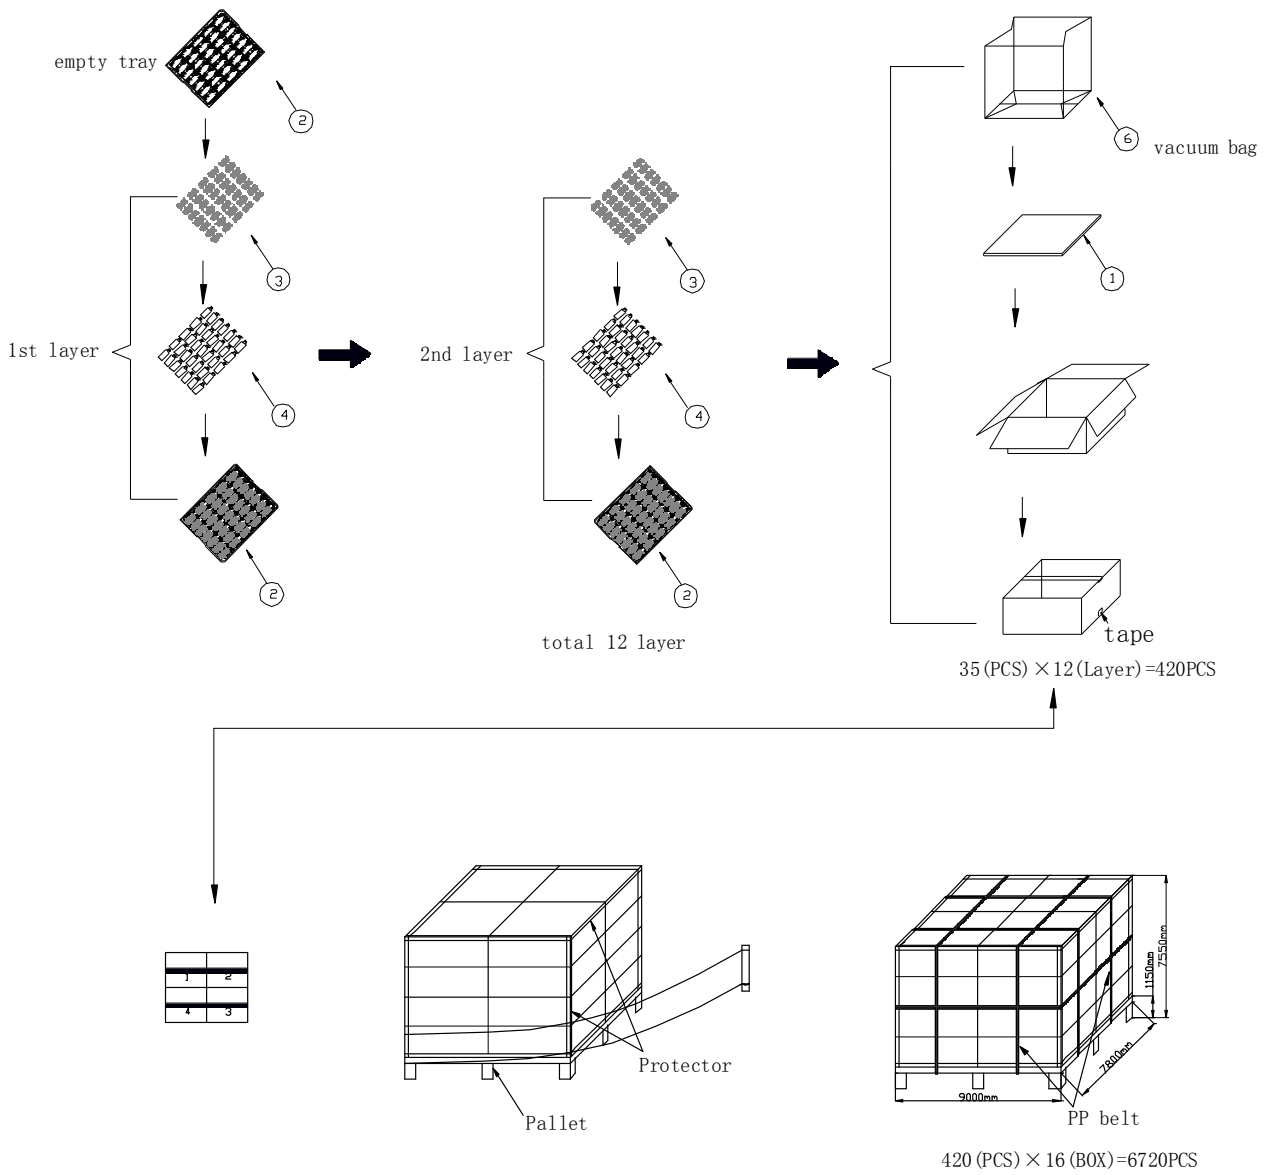 empty tray
2
6
vacuum bag
3
3
1
1st layer
2nd layer
4
4
2
2
total 12 layer
tape
35(PCS)×12(Layer)=420PCS
1 2
4 3
Protector
Pallet
7550mm
1150mm
7800mm
9000mm
PP belt
420(PCS)×16(BOX)=6720PCS